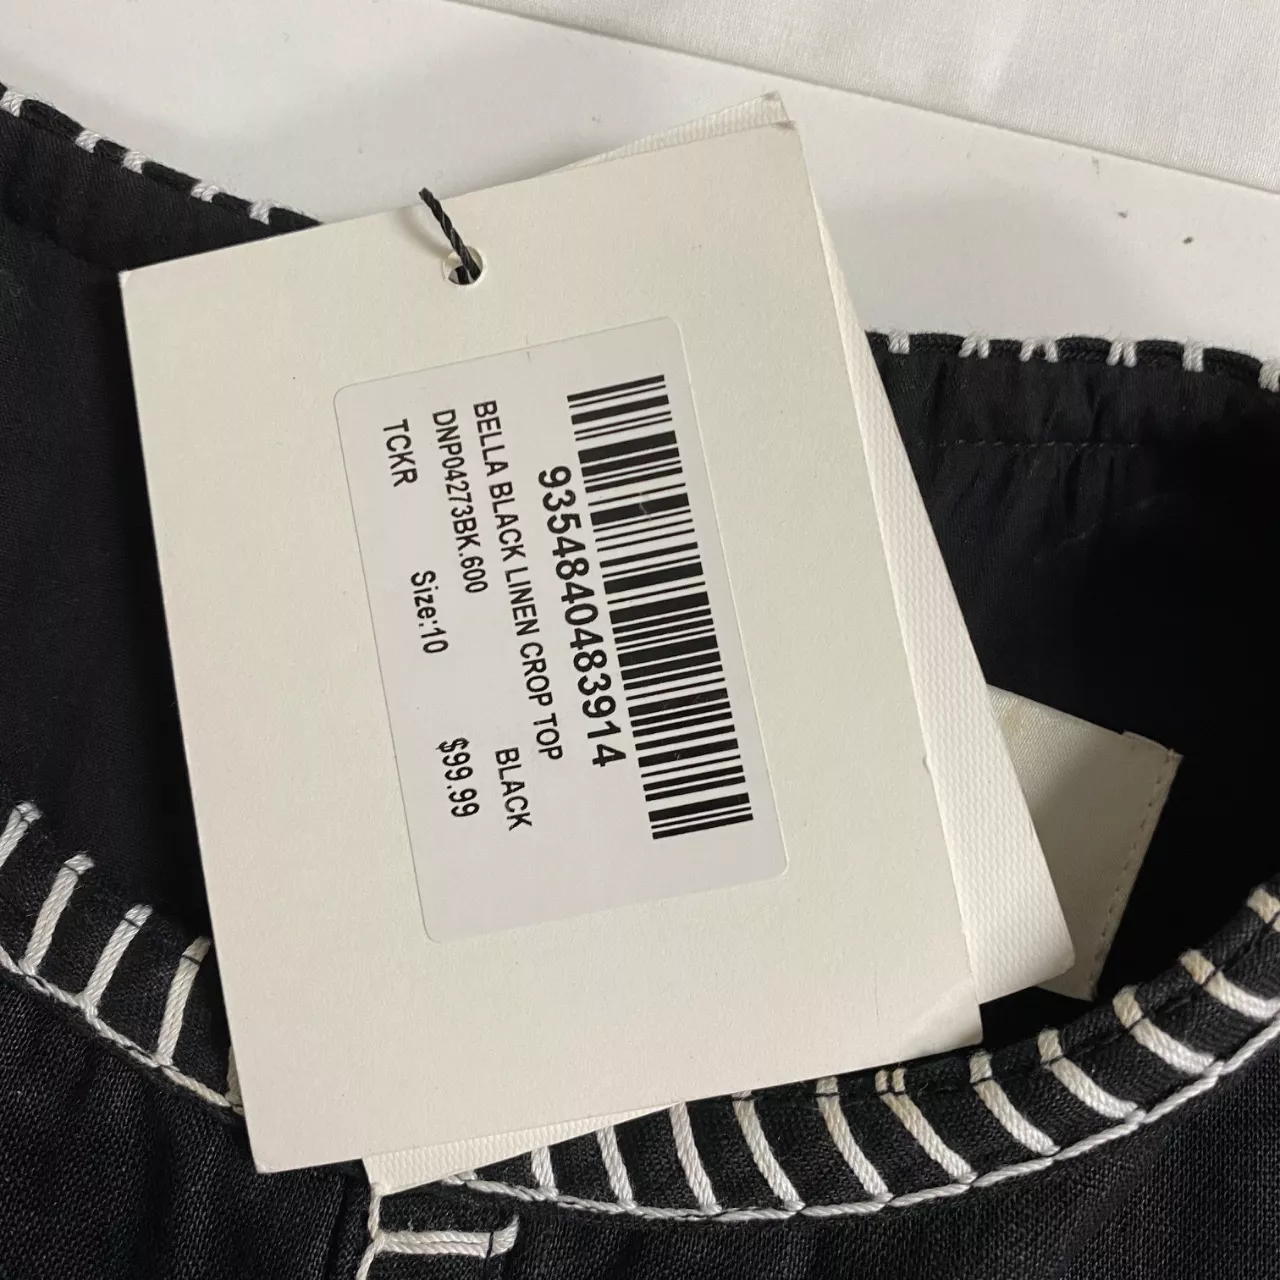 9354840483914
BELLA BLACK LINEN CROP TOP
DNP04273BK.600 BLACK
TCKR Size:10 $99.99